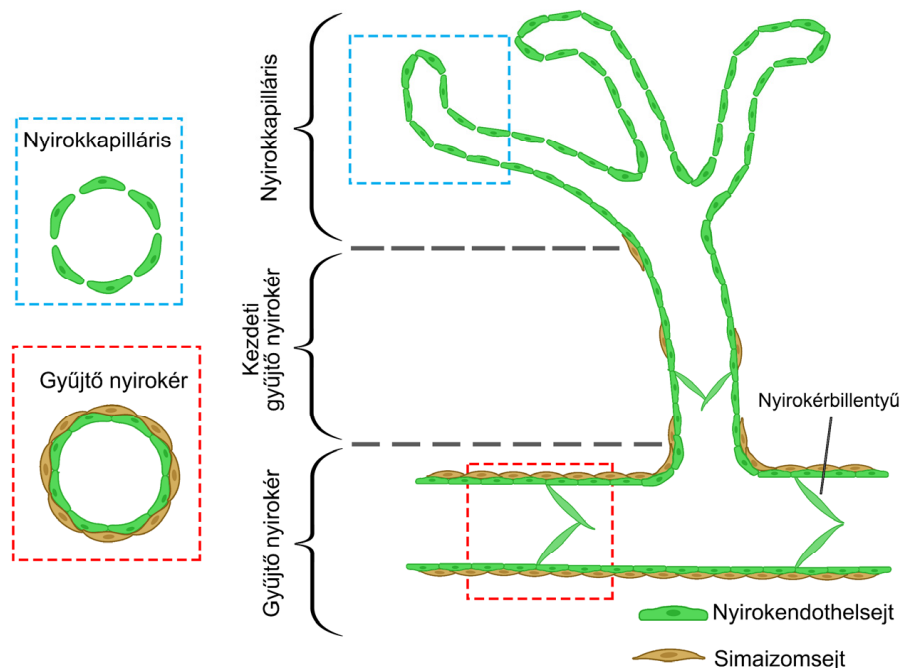 Nyirokkapilláris
Gyűjtő nyirokér
Nyirokkapilláris
Kezdeti
gyűjtő nyirokér
Gyűjtő nyirokér
Nyirokérbillentyű
Nyirokendothelsejt
Simaizomsejt